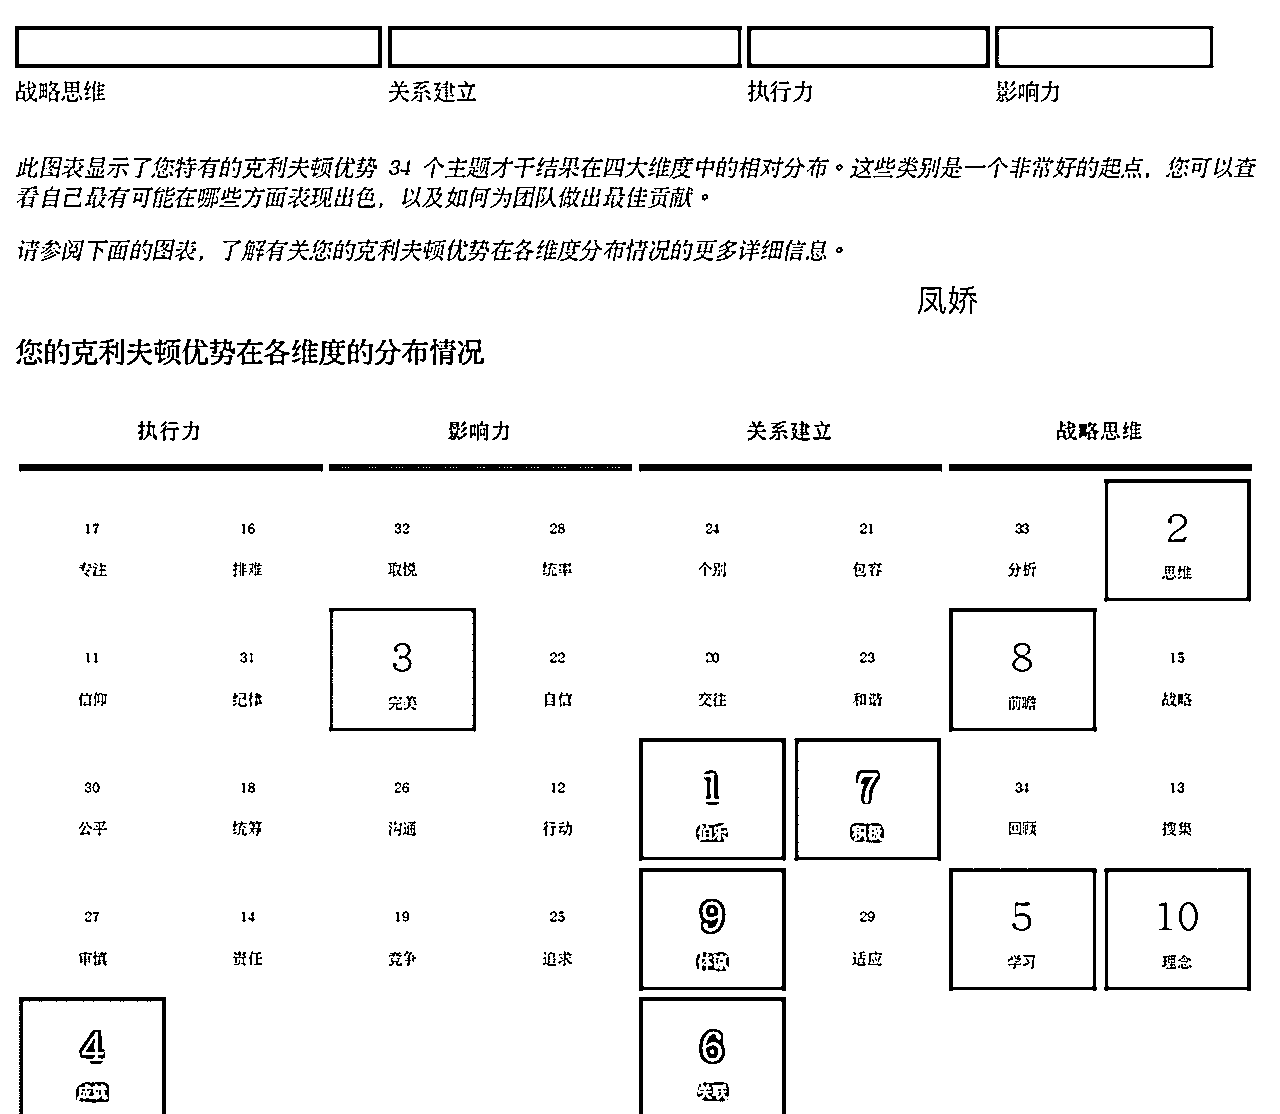 战略思维 关系建立 执行力 影响力
此图表显示了您特有的克利夫顿优势 34 个主题才干结果在四大维度中的相对分布。这些类别是一个非常好的起点，您可以查
看自己最有可能在哪些方面表现出色，以及如何为团队做出最佳贡献。
请参阅下面的图表，了解有关您的克利夫顿优势在各维度分布情况的更多详细信息。
凤娇
您的克利夫顿优势在各维度的分布情况
执行力 影响力 关系建立 战略思维
17 16 32 28 24 21 33 2
专注 排难 取悦 统率 个别 包容 分析 思维
11 31 3 22 20 23 8 15
信仰 纪律 完美 自信 交往 和谐 前瞻 战略
30 18 26 12 1 7 34 13
公平 统筹 沟通 行动 伯乐 积极 回顾 搜集
27 14 19 25 9 29 5 10
审慎 责任 竞争 追求 体谅 适应 学习 理念
4 6
成就 关联